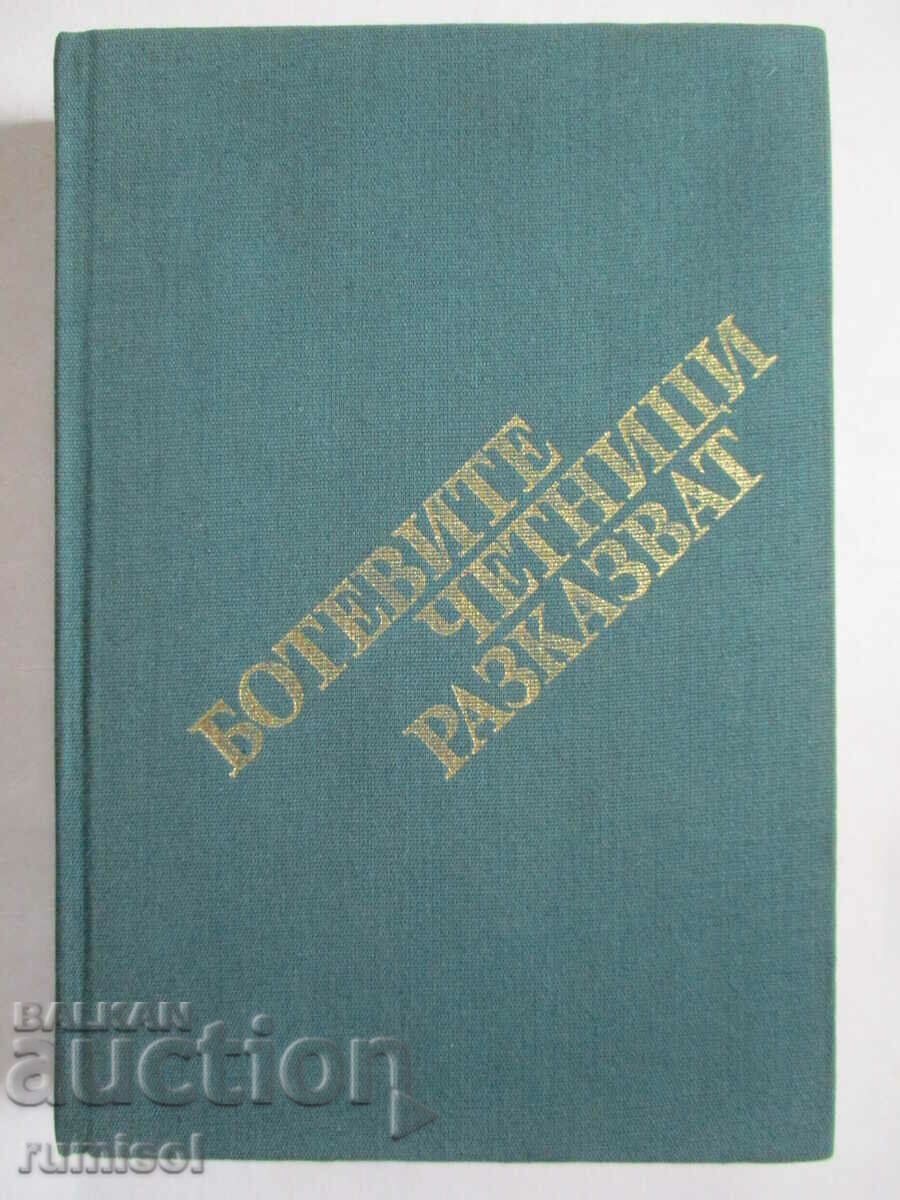 БОТЕВИТЕ
ЧЕТНИЦИ
РАЗКАЗВАТ
BALKAN
auction
rumisol